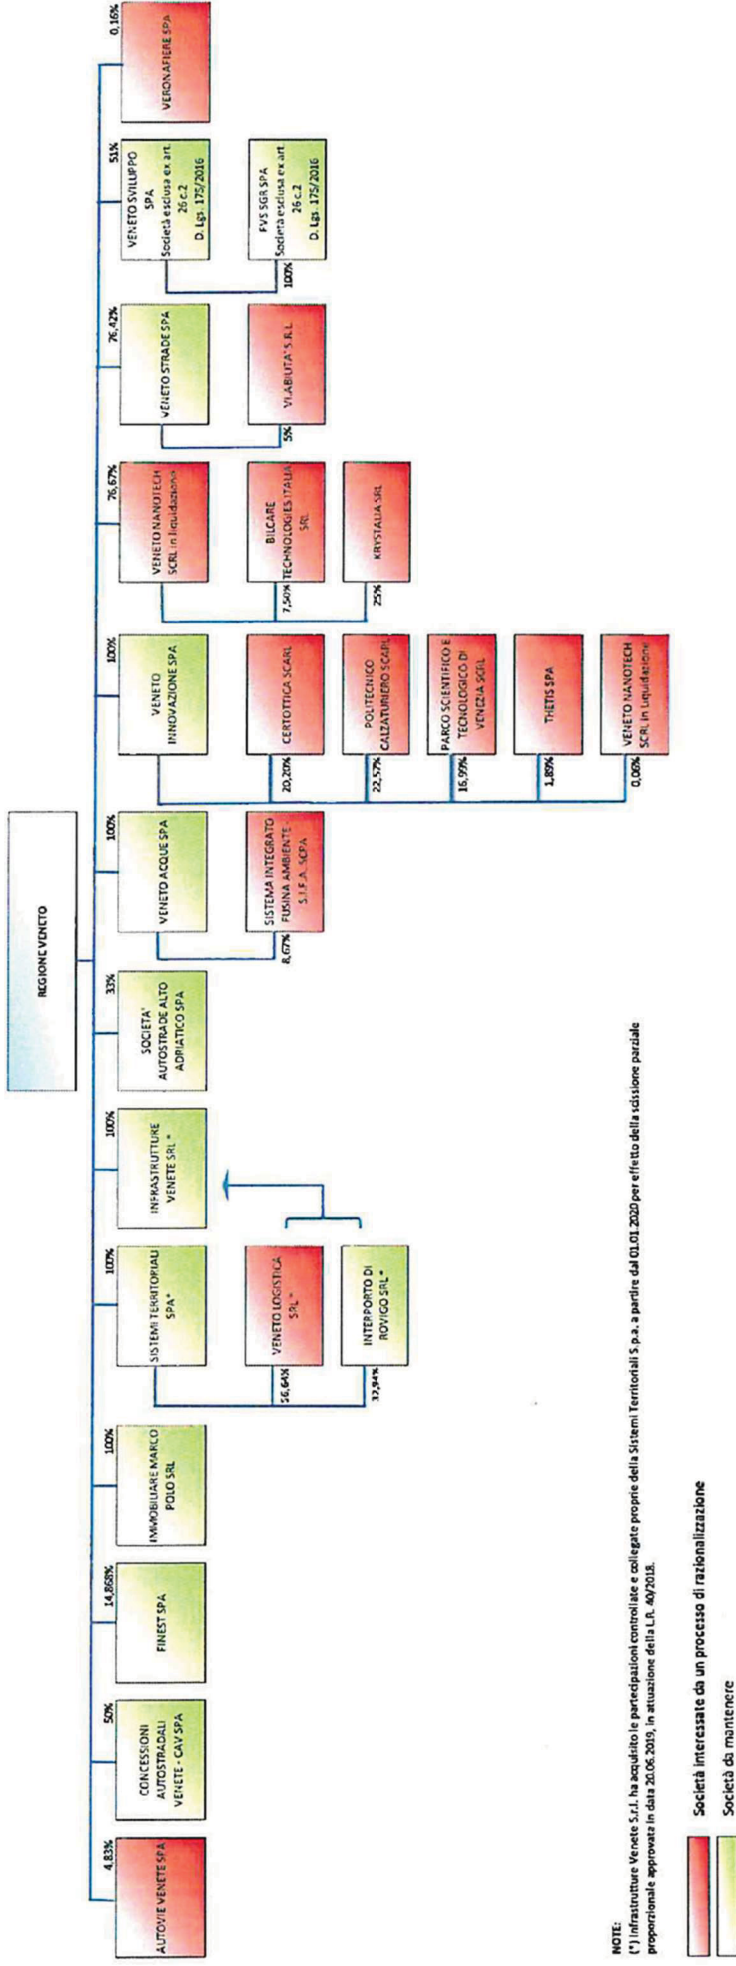 REGIONE VENETO
4,83%
AUTOVIE VENETE SPA
50%
CONCESSIONI
AUTOSTRADALI
VENETE - CAV SPA
14,868%
FINEST SPA
100%
IMMOBILIARE MARCO
POLO SRL
100%
SISTEMI TERRITORIALI
SPA*
56,64%
VENETO LOGISTICA
SRL *
32,94%
INTERPORTO DI
ROVIGO SRL *
100%
INFRASTRUTTURE
VENETE SRL *
33%
SOCIETA'
AUTOSTRADE ALTO
ADRIATICO SPA
100%
VENETO ACQUE SPA
8,67%
SISTEMA INTEGRATO
FUSINA AMBIENTE -
S.I.F.A. SCPA
100%
VENETO
INNOVAZIONE SPA
20,20%
CERTOTTICA SCARL
22,57%
POLITECNICO
CALZATURIERO SCARL
16,99%
PARCO SCIENTIFICO E
TECNOLOGICO DI
VENEZIA SCRL
1,89%
THETIS SPA
0,06%
VENETO NANOTECH
SCRL in Liquidazione
76,67%
VENETO NANOTECH
SCRL in liquidazione
7,50%
BILCARE
TECHNOLOGIES ITALIA
SRL
25%
KRYSTALIA SRL
76,42%
VENETO STRADE SPA
5%
VI.ABILITA' S.R.L.
51%
VENETO SVILUPPO
SPA
Società esclusa ex art.
26 c.2
D. Lgs. 175/2016
100%
FVS SGR SPA
Società esclusa ex art.
26 c.2
D. Lgs. 175/2016
0,16%
VERONAFIERE SPA
NOTE:
(*) Infrastrutture Venete S.r.l. ha acquisito le partecipazioni controllate e collegate proprie della Sistemi Territoriali S.p.a. a partire dal 01.01.2020 per effetto della scissione parziale
proporzionale approvata in data 20.06.2019, in attuazione della L.R. 40/2018.
Società interessate da un processo di razionalizzazione
Società da mantenere